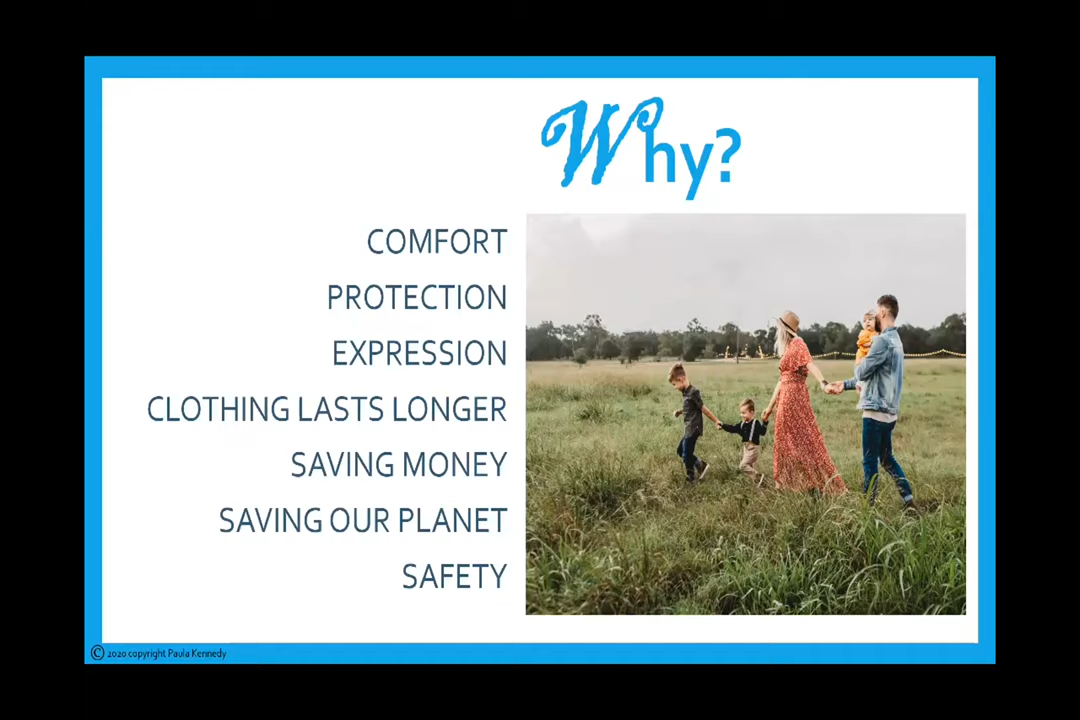 Why?
COMFORT
PROTECTION
EXPRESSION
CLOTHING LASTS LONGER
SAVING MONEY
SAVING OUR PLANET
SAFETY
© 2020 copyright Paula Kennedy